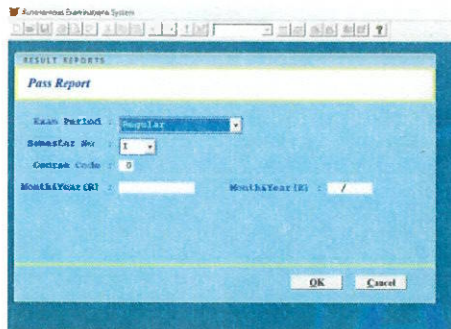 Autonomous Examinations System
RESULT REPORTS
Pass Report
Exam Period : Regular
Semester No : I
Course Code : 0
Month&Year(R) : Month&Year(S) : /
OK Cancel